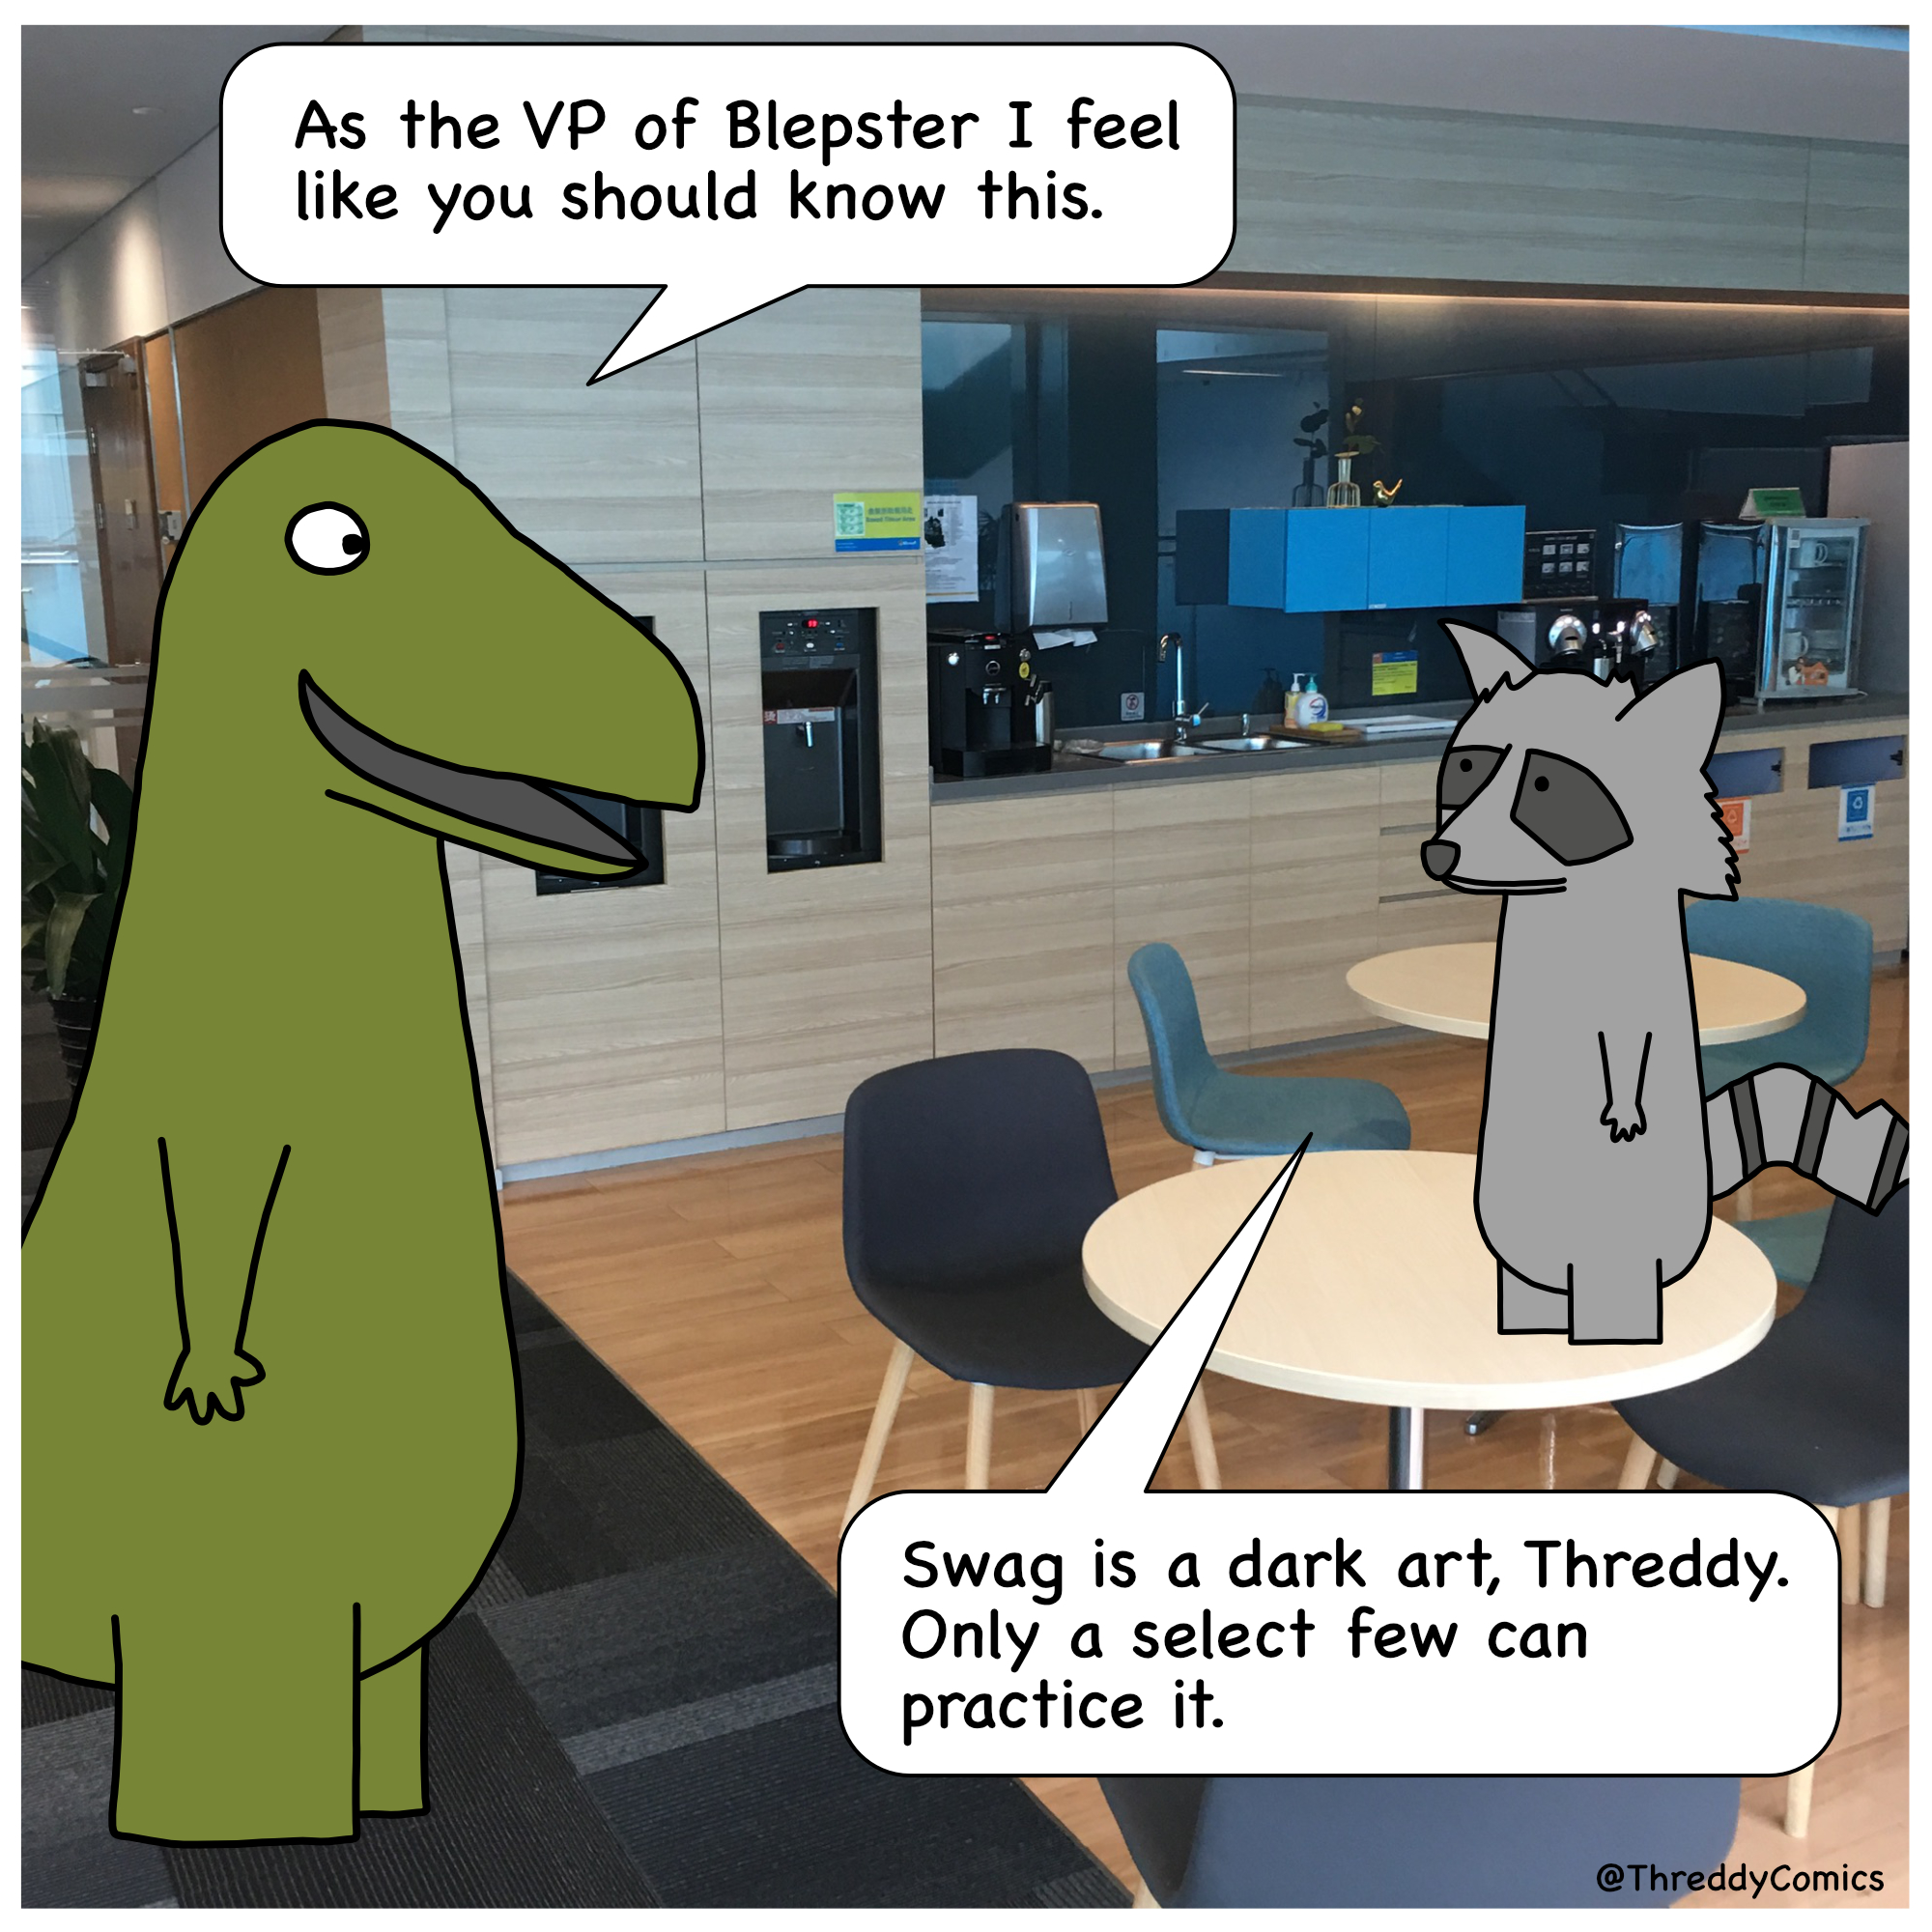 As the VP of Blepster I feel
like you should know this.
Swag is a dark art, Threddy.
Only a select few can
practice it.
@ThreddyComics